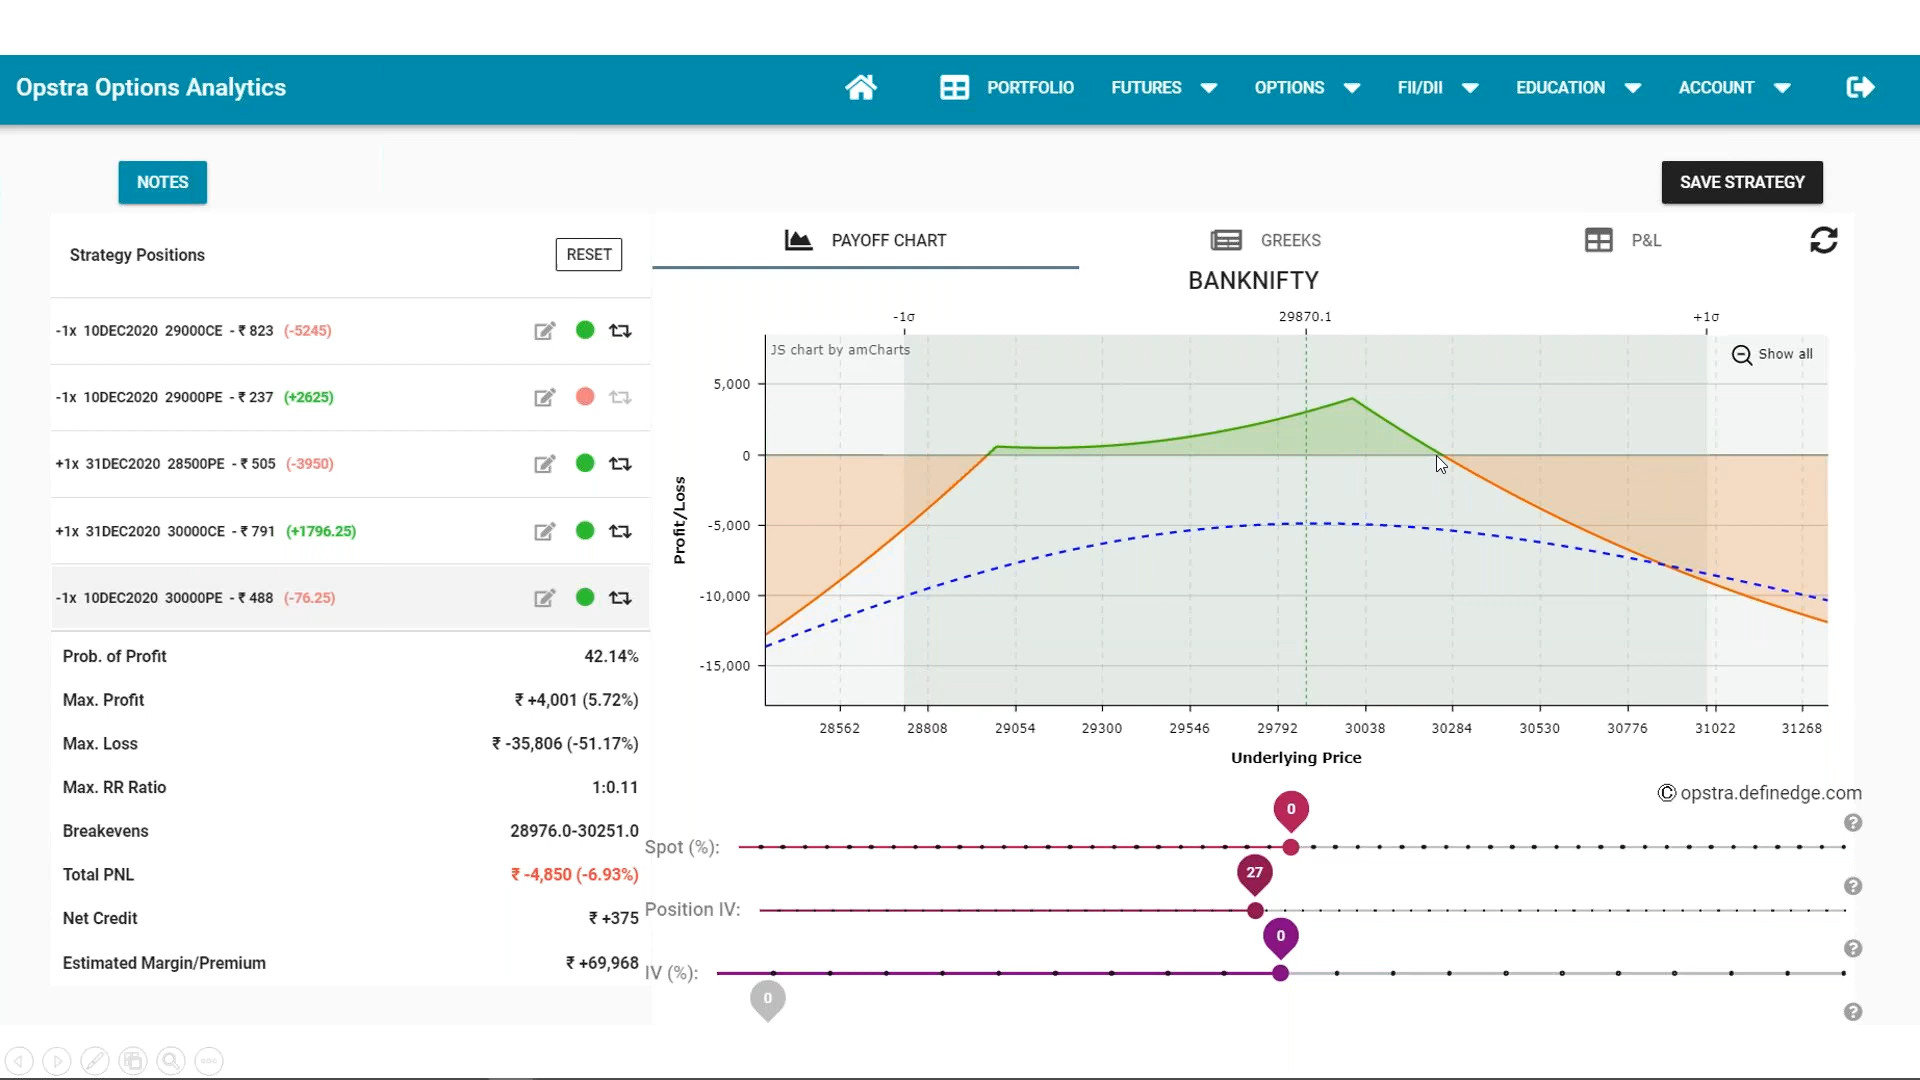 Opstra Options Analytics
PORTFOLIO
FUTURES
OPTIONS
FII/DII
EDUCATION
ACCOUNT
NOTES
SAVE STRATEGY
Strategy Positions
RESET
-1x 10DEC2020 29000CE - ₹ 823 (-5245)
-1x 10DEC2020 29000PE - ₹ 237 (+2625)
+1x 31DEC2020 28500PE - ₹ 505 (-3950)
+1x 31DEC2020 30000CE - ₹ 791 (+1796.25)
-1x 10DEC2020 30000PE - ₹ 488 (-76.25)
Prob. of Profit 42.14%
Max. Profit ₹ +4,001 (5.72%)
Max. Loss ₹ -35,806 (-51.17%)
Max. RR Ratio 1:0.11
Breakevens 28976.0-30251.0
Total PNL ₹ -4,850 (-6.93%)
Net Credit ₹ +375
Estimated Margin/Premium ₹ +69,968
PAYOFF CHART
GREEKS
P&L
BANKNIFTY
-1σ 29870.1 +1σ
JS chart by amCharts
Show all
5,000
0
-5,000
-10,000
-15,000
Profit/Loss
28562 28808 29054 29300 29546 29792 30038 30284 30530 30776 31022 31268
Underlying Price
© opstra.definedge.com
0
Spot (%):
27
Position IV:
0
IV (%):
0